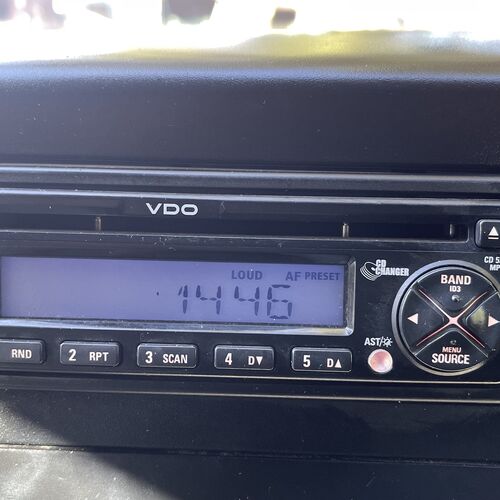 VDO
CD
CHANGER
CD 5
MP
BAND
ID3
LOUD AF PRESET
1446
AST/
MENU
SOURCE
RND
2 RPT
3 SCAN
4 D▼
5 D▲